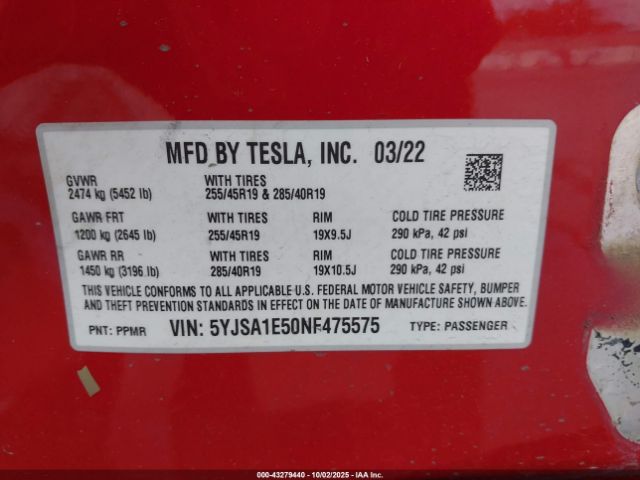 MFD BY TESLA, INC. 03/22
GVWR WITH TIRES
2474 kg (5452 lb) 255/45R19 & 285/40R19
GAWR FRT WITH TIRES RIM COLD TIRE PRESSURE
1200 kg (2645 lb) 255/45R19 19X9.5J 290 kPa, 42 psi
GAWR RR WITH TIRES RIM COLD TIRE PRESSURE
1450 kg (3196 lb) 285/40R19 19X10.5J 290 kPa, 42 psi
THIS VEHICLE CONFORMS TO ALL APPLICABLE U.S. FEDERAL MOTOR VEHICLE SAFETY, BUMPER
AND THEFT PREVENTION STANDARDS IN EFFECT ON THE DATE OF MANUFACTURE SHOWN ABOVE.
PNT: PPMR VIN: 5YJSA1E50NF475575 TYPE: PASSENGER
000-43279440 - 10/02/2025 - IAA Inc.